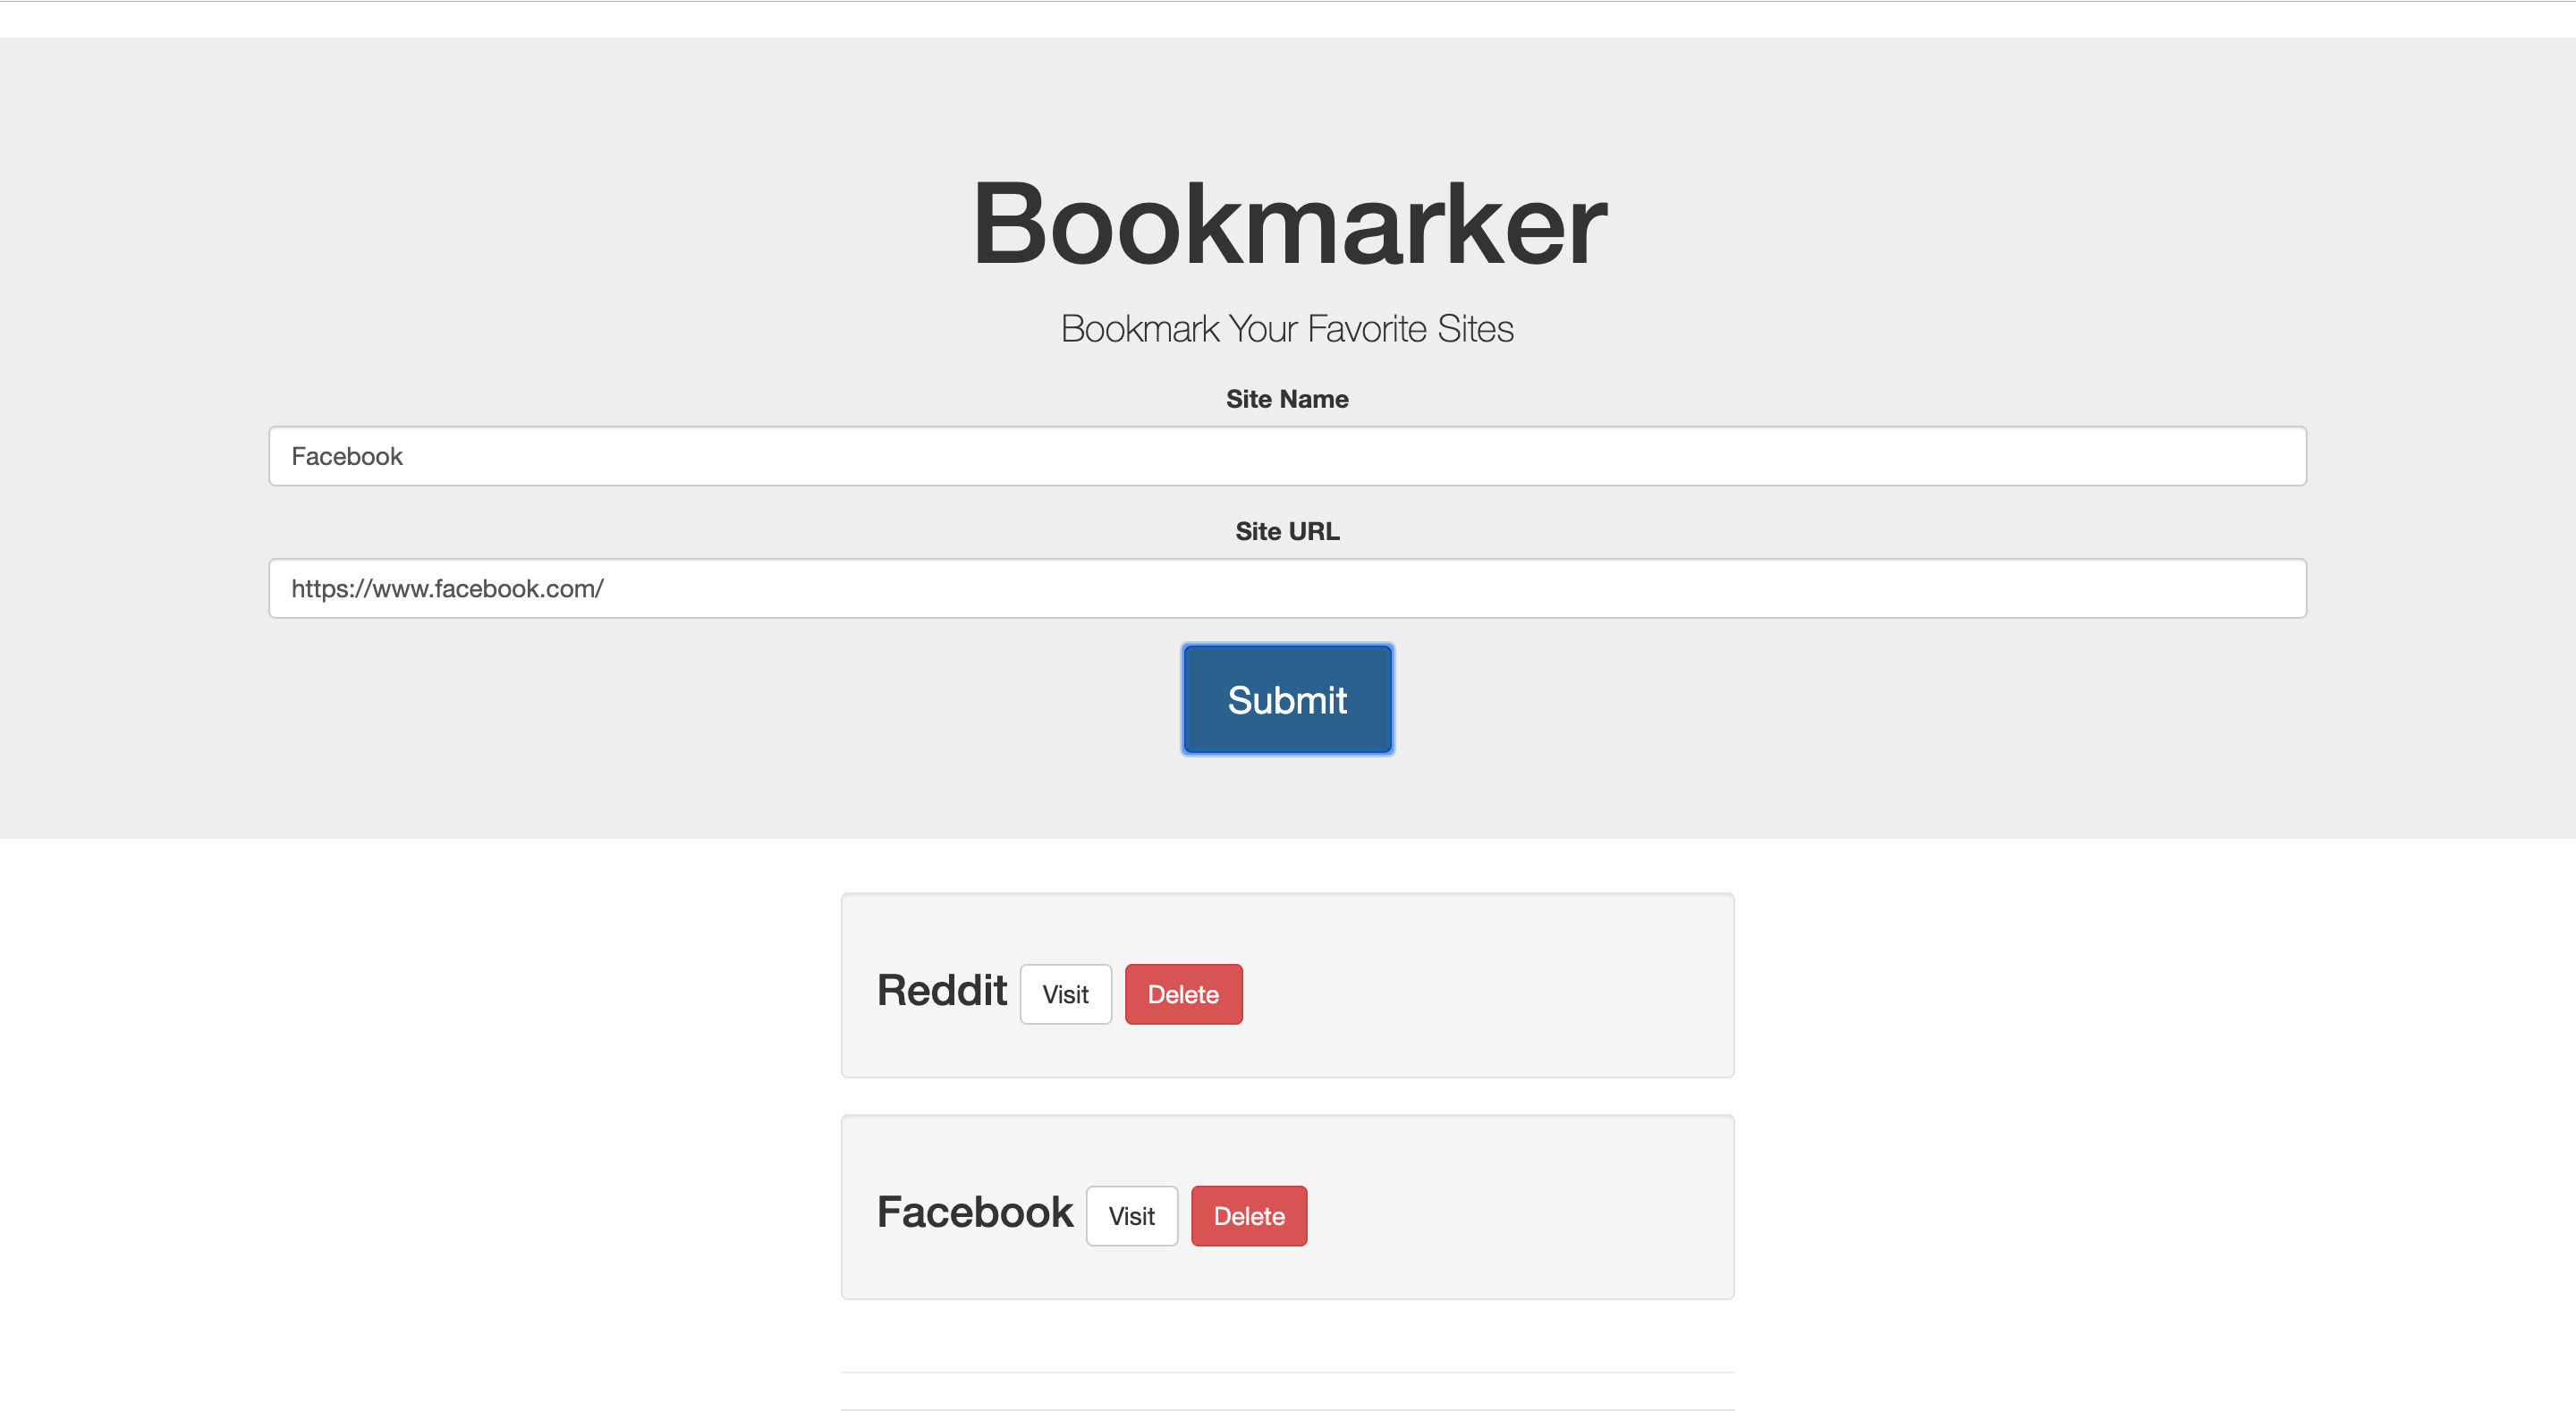 Bookmarker
Bookmark Your Favorite Sites
Site Name
Facebook
Site URL
https://www.facebook.com/
Submit
Reddit Visit Delete
Facebook Visit Delete